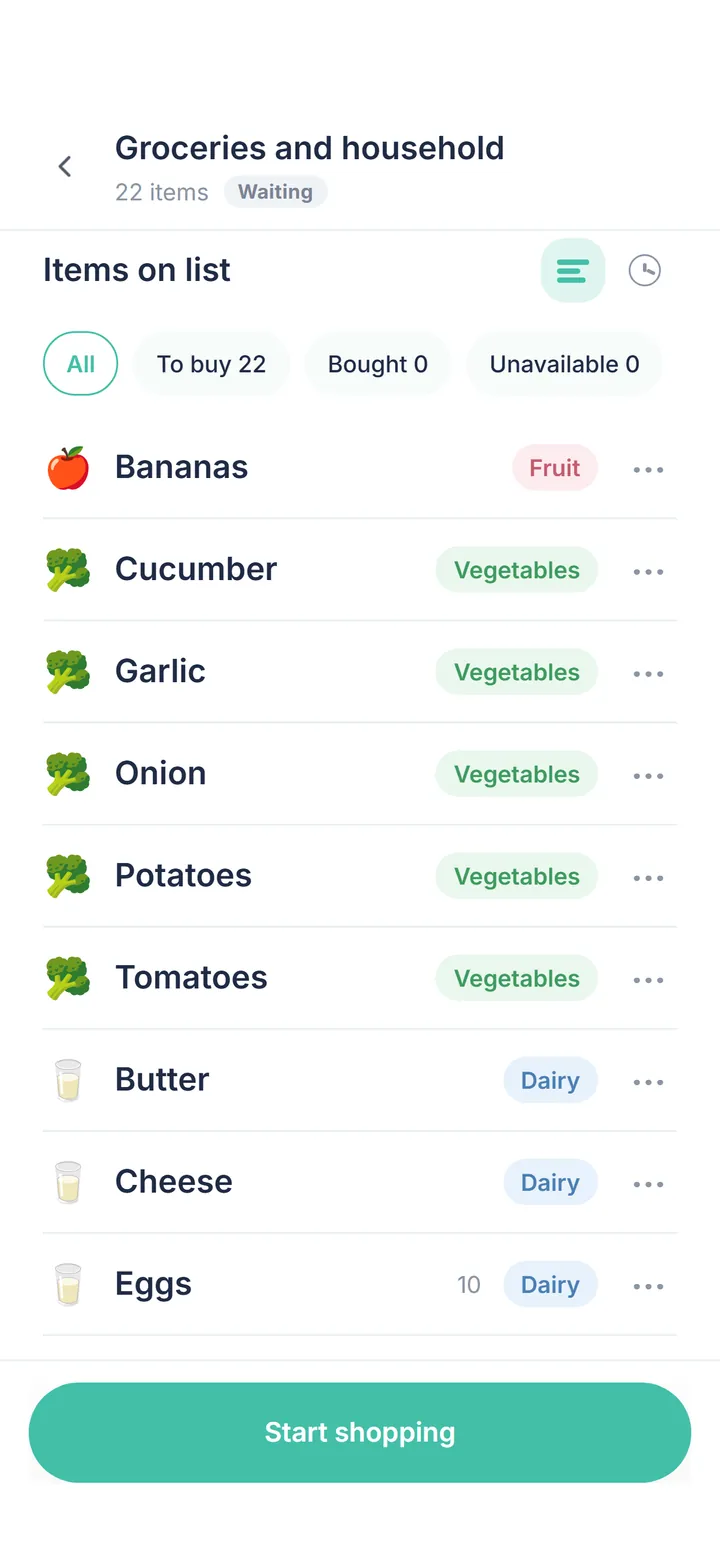 Groceries and household
22 items Waiting
Items on list
All To buy 22 Bought 0 Unavailable 0
Bananas Fruit
Cucumber Vegetables
Garlic Vegetables
Onion Vegetables
Potatoes Vegetables
Tomatoes Vegetables
Butter Dairy
Cheese Dairy
Eggs 10 Dairy
Start shopping